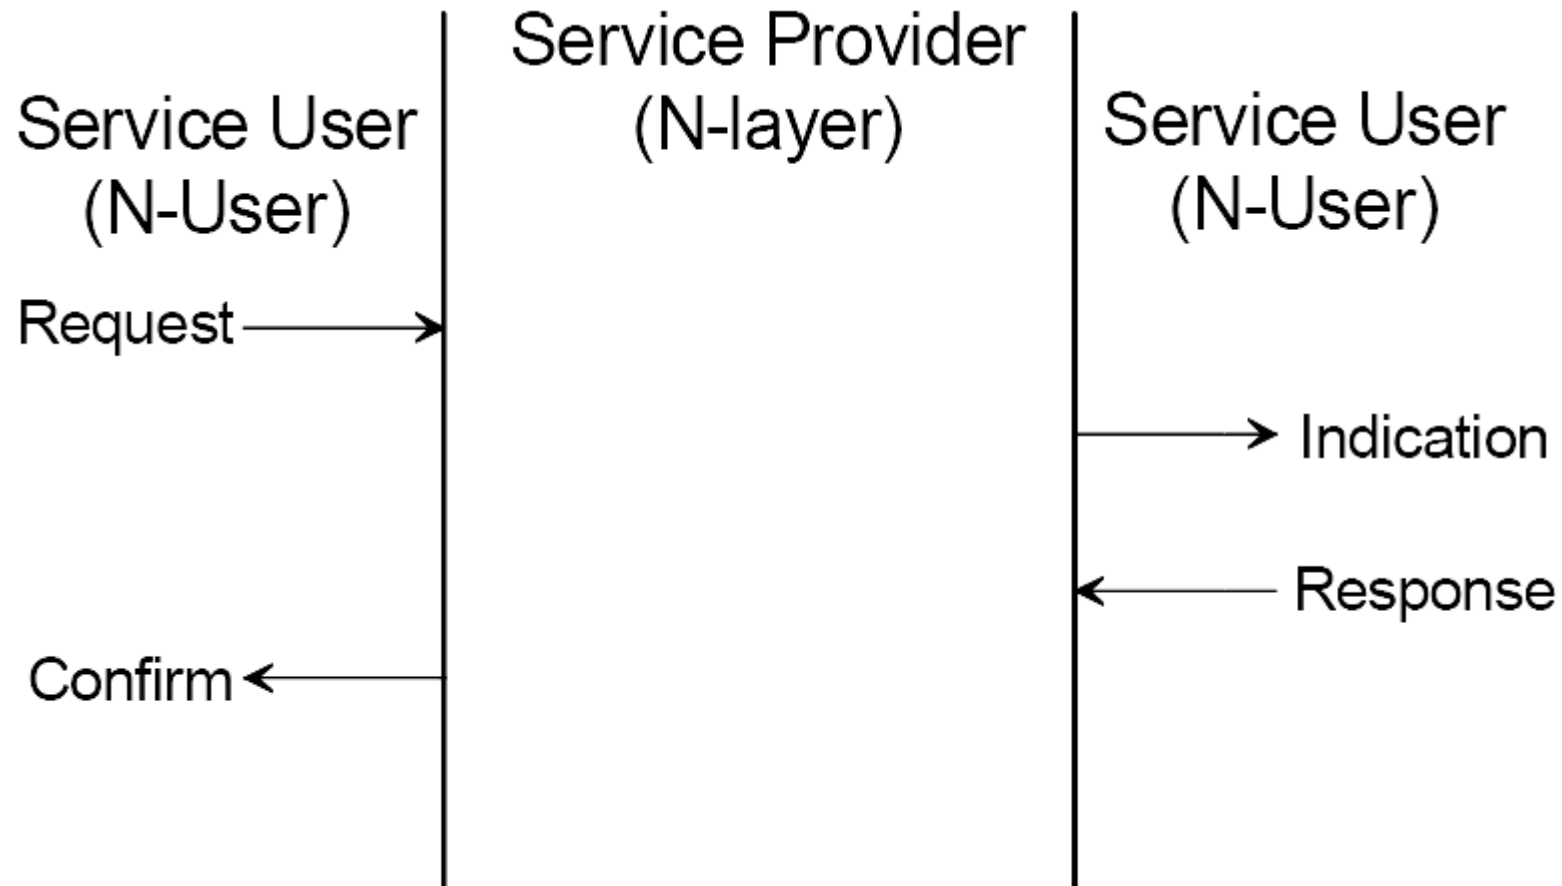 Service User
(N-User)
Service Provider
(N-layer)
Service User
(N-User)
Request
Indication
Response
Confirm